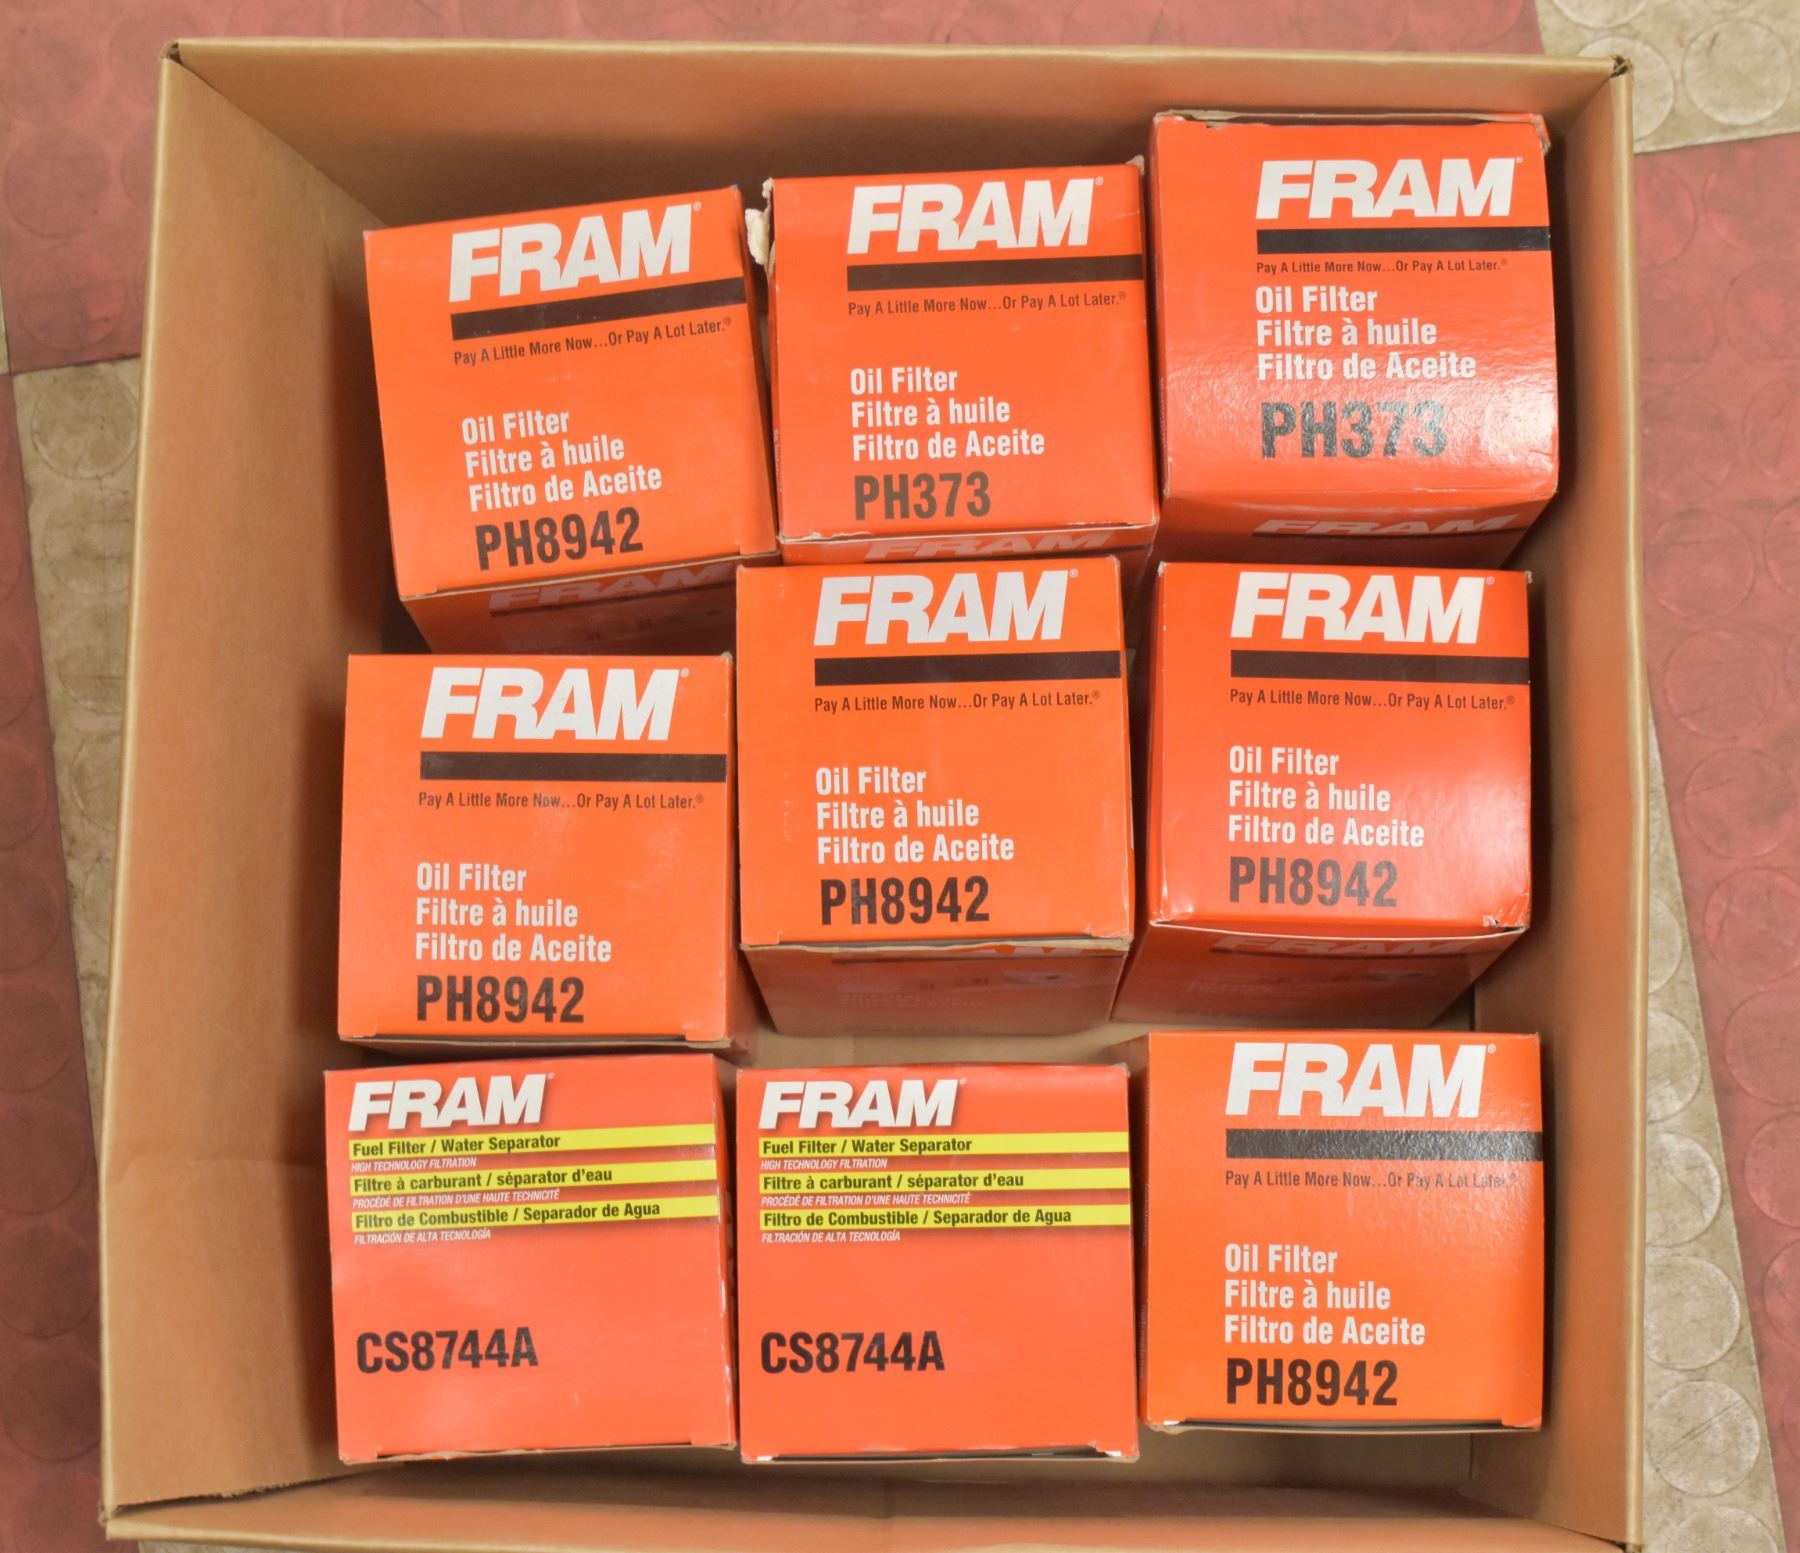 FRAM®
Pay A Little More Now...Or Pay A Lot Later.®
Oil Filter
Filtre à huile
Filtro de Aceite
PH8942
FRAM
FRAM®
Pay A Little More Now...Or Pay A Lot Later.®
Oil Filter
Filtre à huile
Filtro de Aceite
PH373
FRAM
FRAM®
Pay A Little More Now...Or Pay A Lot Later.®
Oil Filter
Filtre à huile
Filtro de Aceite
PH373
FRAM
FRAM®
Pay A Little More Now...Or Pay A Lot Later.®
Oil Filter
Filtre à huile
Filtro de Aceite
PH8942
FRAM®
Pay A Little More Now...Or Pay A Lot Later.®
Oil Filter
Filtre à huile
Filtro de Aceite
PH8942
FRAM®
Pay A Little More Now...Or Pay A Lot Later.®
Oil Filter
Filtre à huile
Filtro de Aceite
PH8942
FRAM
FRAM®
Fuel Filter / Water Separator
HIGH TECHNOLOGY FILTRATION
Filtre à carburant / séparator d'eau
PROCÉDÉ DE FILTRATION D'UNE HAUTE TECHNICITÉ
Filtro de Combustible / Separador de Agua
FILTRACIÓN DE ALTA TECNOLOGÍA
CS8744A
FRAM®
Fuel Filter / Water Separator
HIGH TECHNOLOGY FILTRATION
Filtre à carburant / séparator d'eau
PROCÉDÉ DE FILTRATION D'UNE HAUTE TECHNICITÉ
Filtro de Combustible / Separador de Agua
FILTRACIÓN DE ALTA TECNOLOGÍA
CS8744A
FRAM®
Pay A Little More Now...Or Pay A Lot Later.®
Oil Filter
Filtre à huile
Filtro de Aceite
PH8942